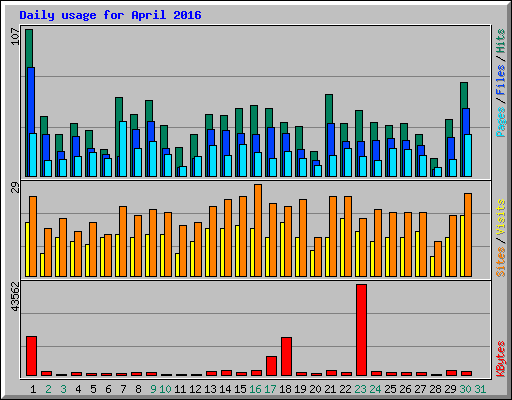 Daily usage for April 2016
107
Pages / Files / Hits
29
Sites / Visits
43562
KBytes
1 2 3 4 5 6 7 8 9 10 11 12 13 14 15 16 17 18 19 20 21 22 23 24 25 26 27 28 29 30 31